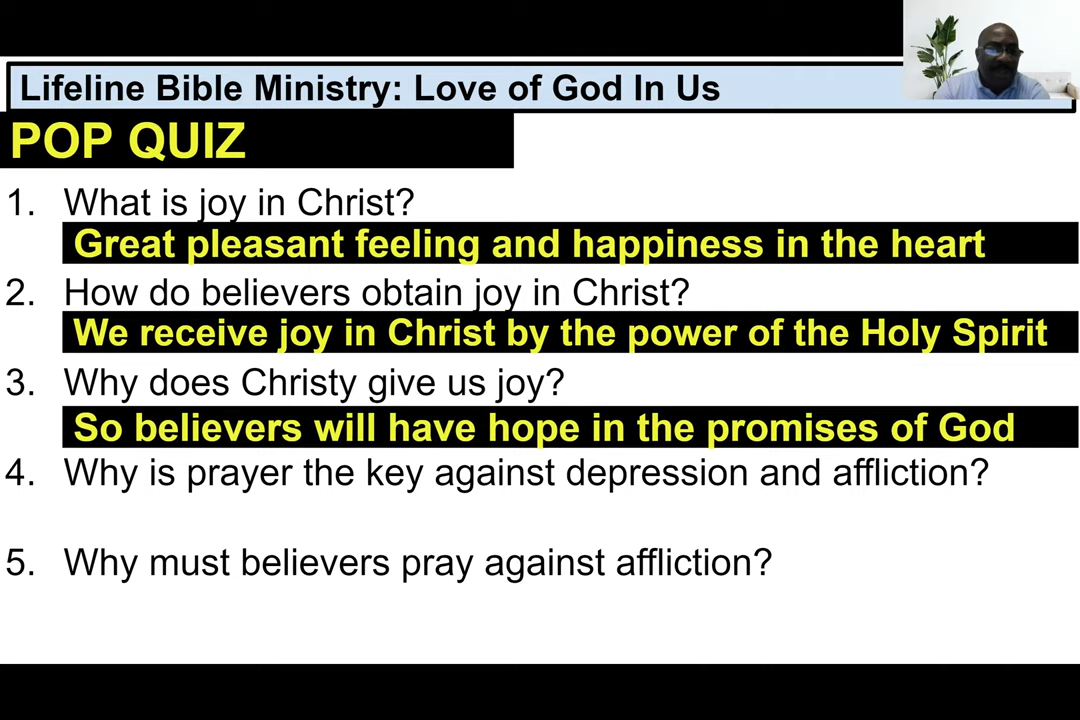 Lifeline Bible Ministry: Love of God In Us
POP QUIZ
1. What is joy in Christ?
Great pleasant feeling and happiness in the heart
2. How do believers obtain joy in Christ?
We receive joy in Christ by the power of the Holy Spirit
3. Why does Christy give us joy?
So believers will have hope in the promises of God
4. Why is prayer the key against depression and affliction?
5. Why must believers pray against affliction?